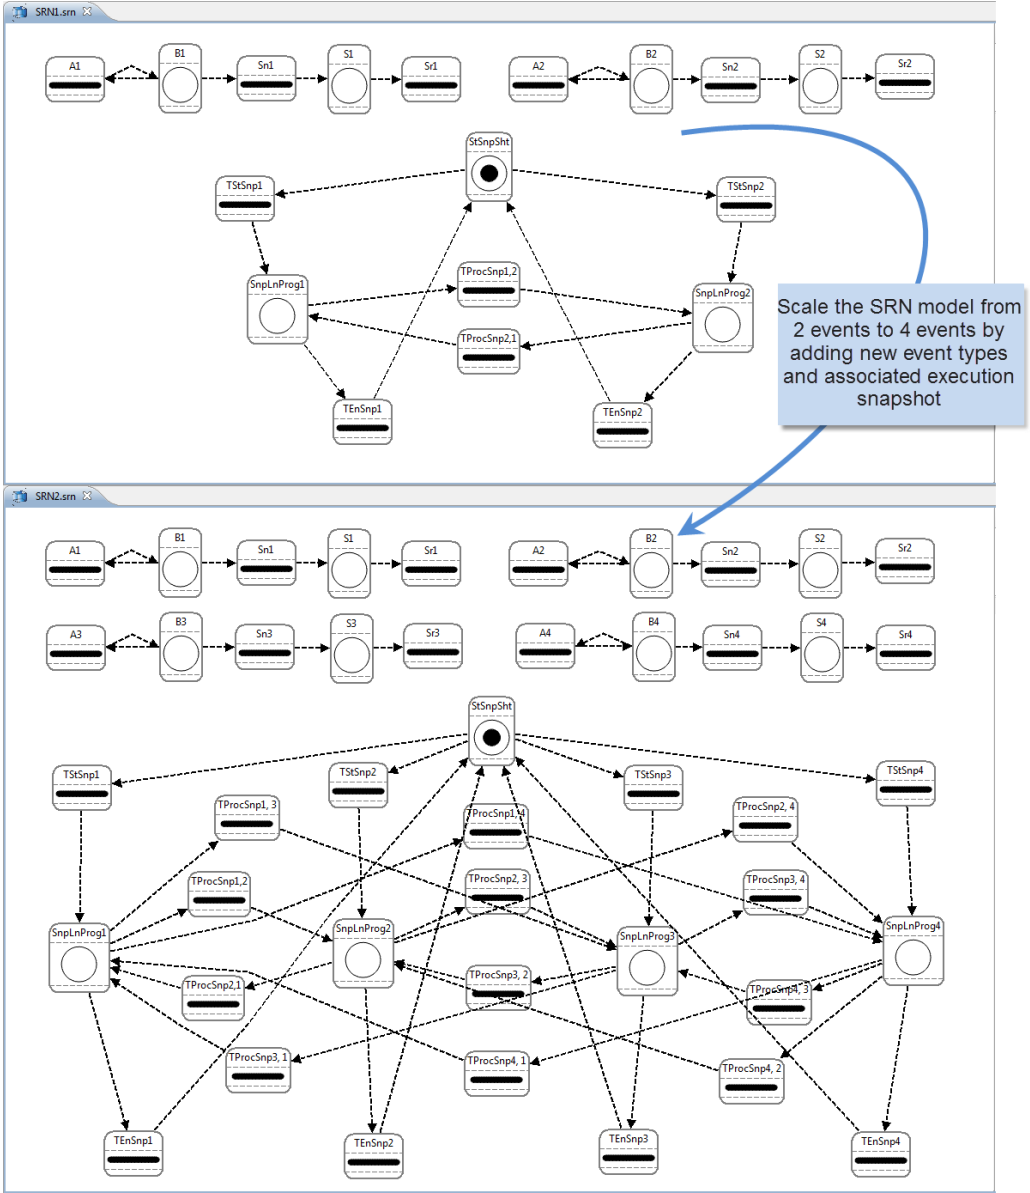 SRN1.srn
A1 B1 Sn1 S1 Sr1 A2 B2 Sn2 S2 Sr2
StSnpSht
TStSnp1 TStSnp2
TProcSnp1,2
SnpLnProg1 SnpLnProg2
TProcSnp2,1
TEnSnp1 TEnSnp2
Scale the SRN model from
2 events to 4 events by
adding new event types
and associated execution
snapshot
SRN2.srn
A1 B1 Sn1 S1 Sr1 A2 B2 Sn2 S2 Sr2
A3 B3 Sn3 S3 Sr3 A4 B4 Sn4 S4 Sr4
StSnpSht
TStSnp1 TStSnp2 TStSnp3 TStSnp4
TProcSnp1, 3 TProcSnp1, 4 TProcSnp2, 4
TProcSnp1,2 TProcSnp2, 3 TProcSnp3, 4
SnpLnProg1 SnpLnProg2 SnpLnProg3 SnpLnProg4
TProcSnp2,1 TProcSnp3, 2 TProcSnp4, 3
TProcSnp3, 1 TProcSnp4, 1 TProcSnp4, 2
TEnSnp1 TEnSnp2 TEnSnp3 TEnSnp4